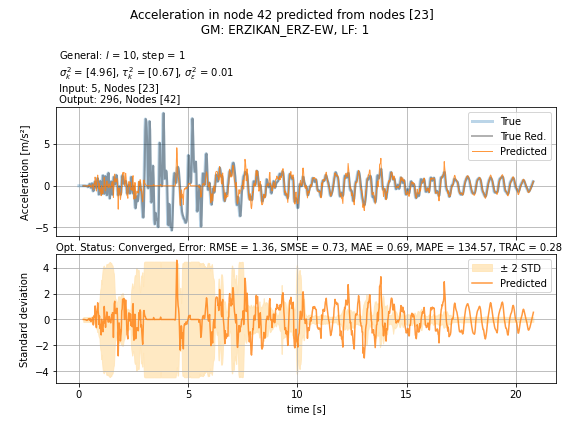 Acceleration in node 42 predicted from nodes [23]
GM: ERZIKAN_ERZ-EW, LF: 1
General: l = 10, step = 1
σ_k² = [4.96], τ_k² = [0.67], σ_ε² = 0.01
Input: 5, Nodes [23]
Output: 296, Nodes [42]
True
True Red.
Predicted
Acceleration [m/s²]
5
0
−5
Opt. Status: Converged, Error: RMSE = 1.36, SMSE = 0.73, MAE = 0.69, MAPE = 134.57, TRAC = 0.28
± 2 STD
Predicted
Standard deviation
4
2
0
−2
−4
0 5 10 15 20
time [s]